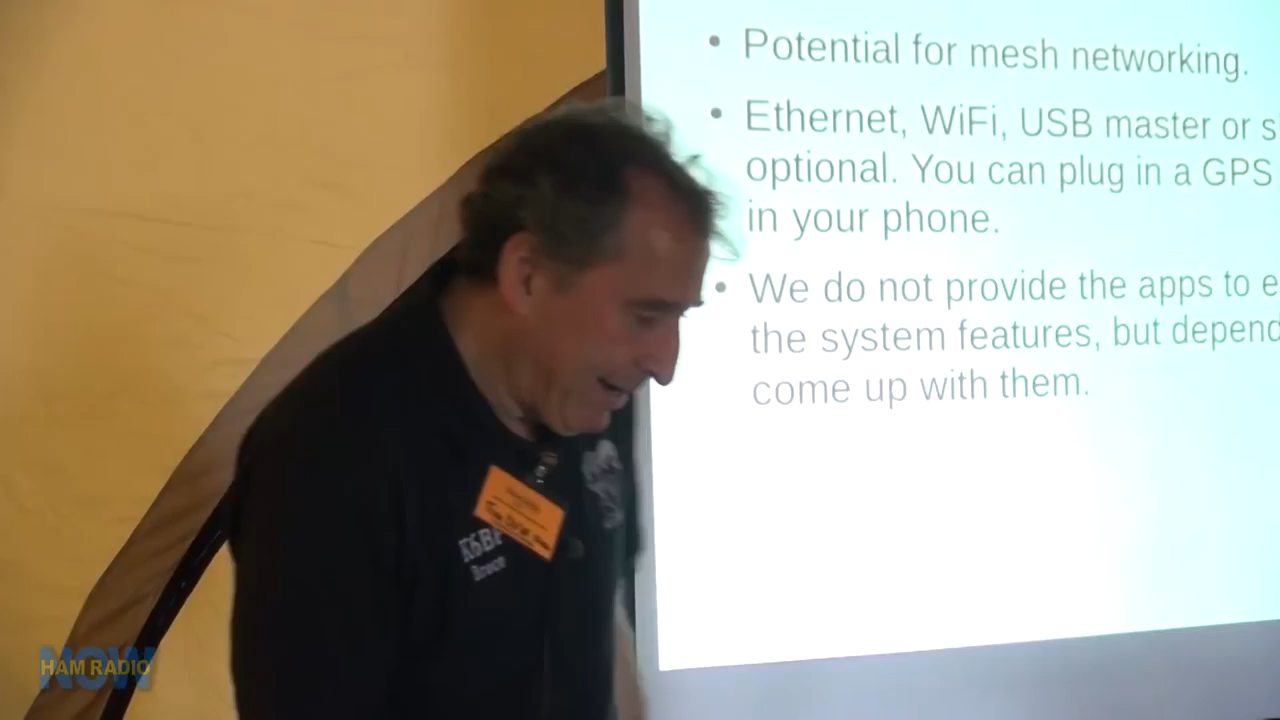 • Potential for mesh networking.
• Ethernet, WiFi, USB master or s
optional. You can plug in a GPS
in your phone.
• We do not provide the apps to e
the system features, but depend
come up with them.
K6BP
Bruce
HAM RADIO
NOW